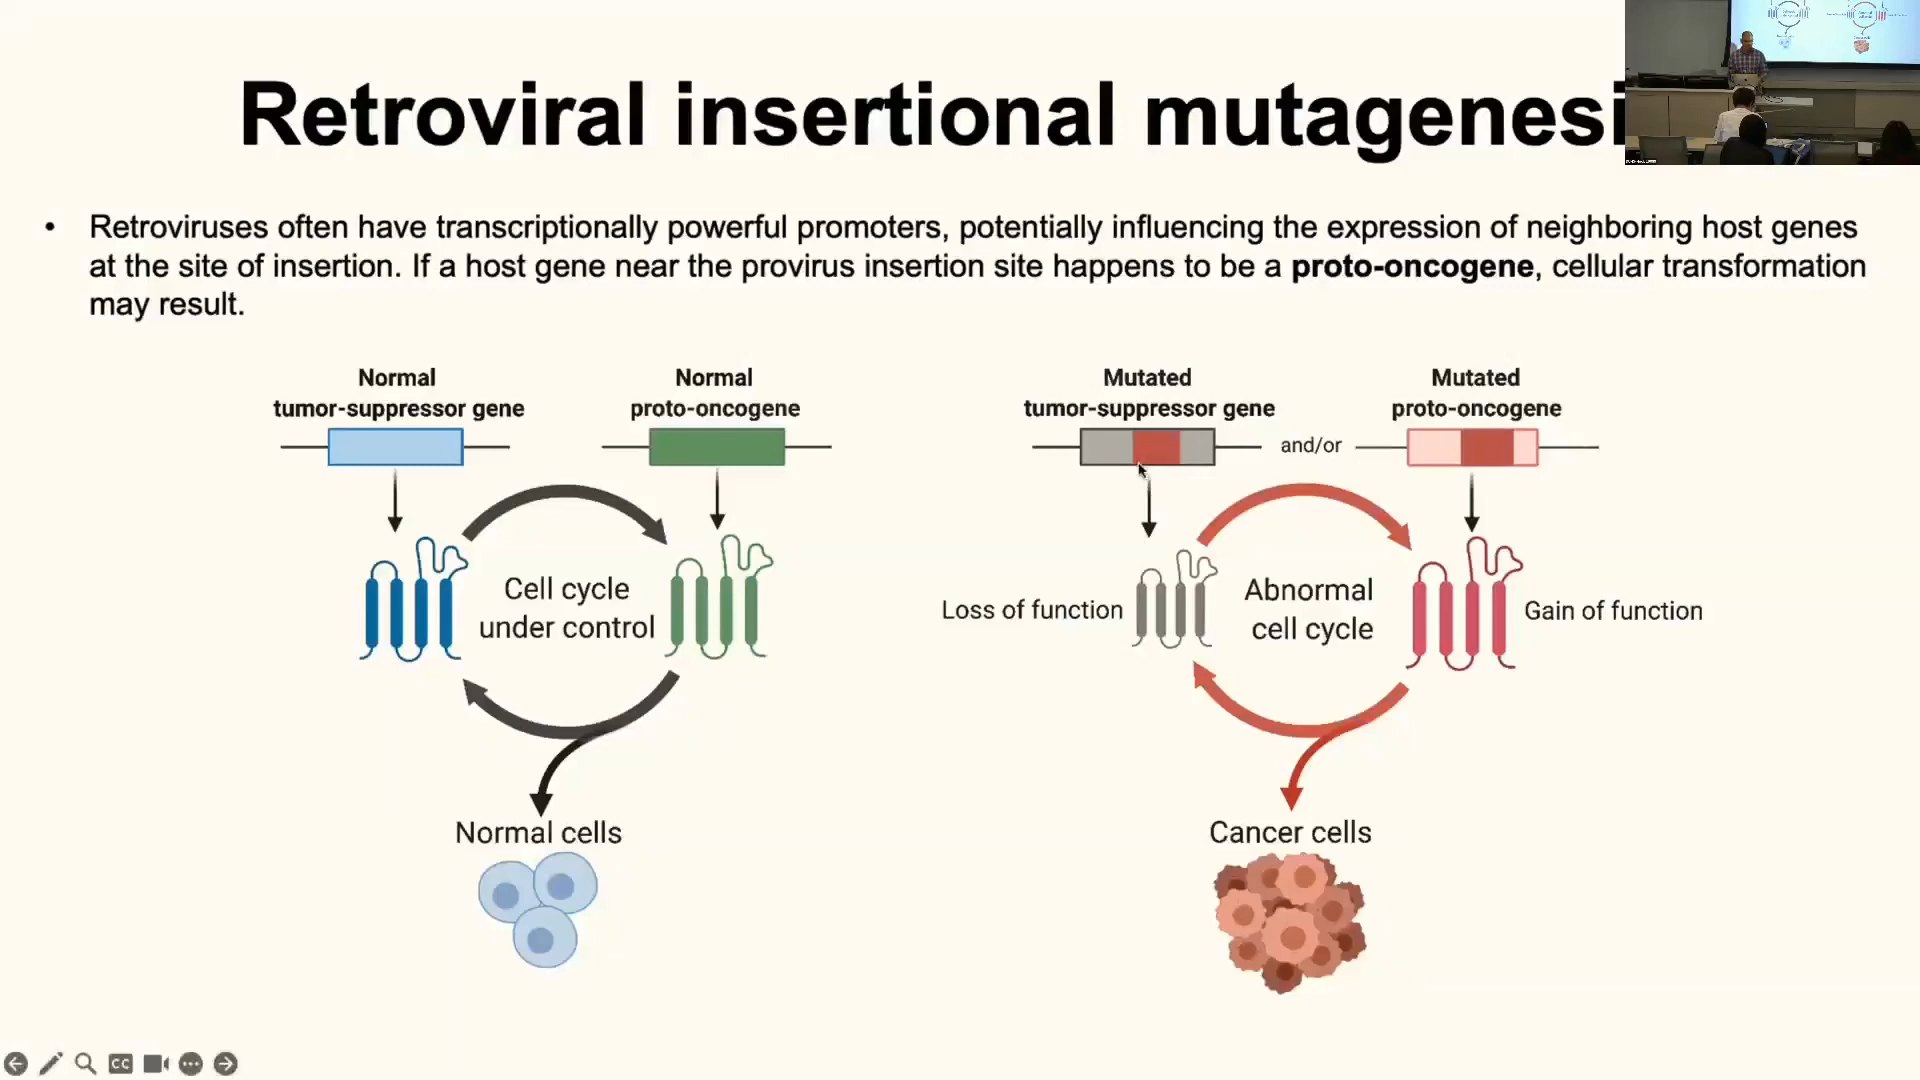 Retroviral insertional mutagenesi
• Retroviruses often have transcriptionally powerful promoters, potentially influencing the expression of neighboring host genes
at the site of insertion. If a host gene near the provirus insertion site happens to be a proto-oncogene, cellular transformation
may result.
Normal
tumor-suppressor gene
Normal
proto-oncogene
Cell cycle
under control
Normal cells
Mutated
tumor-suppressor gene
and/or
Mutated
proto-oncogene
Loss of function
Abnormal
cell cycle
Gain of function
Cancer cells
CC